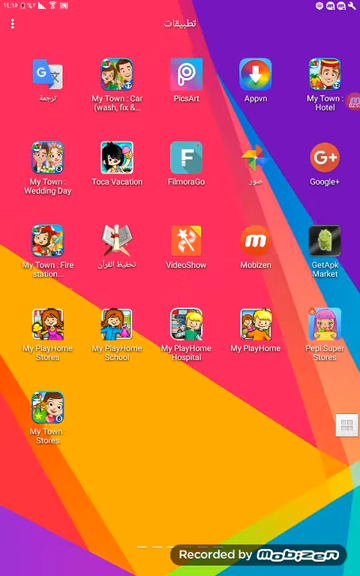 تطبيقات
ترجمة
My Town : Car
(wash, fix &...
PicsArt
Appvn
My Town :
Hotel
My Town :
Wedding Day
Toca Vacation
FilmoraGo
صور
Google+
My Town : Fire
station...
تحفيظ القرآن
VideoShow
Mobizen
GetApk
Market
My PlayHome
Stores
My PlayHome
School
My PlayHome
Hospital
My PlayHome
Pepi Super
Stores
My Town:
Stores
Recorded by Mobizen